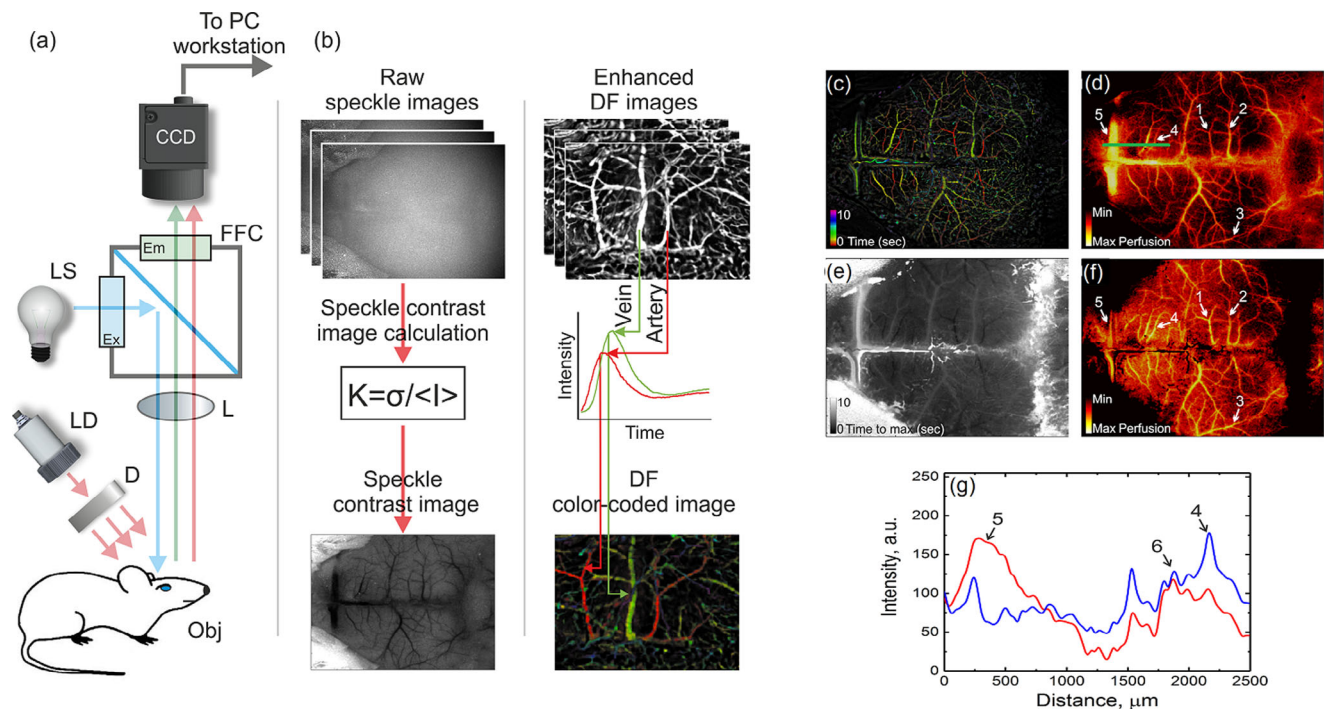 (a)
To PC
workstation
CCD
FFC
Em
LS
Ex
L
LD
D
Obj
(b)
Raw
speckle images
Speckle contrast
image calculation
K=σ/<I>
Speckle
contrast image
Enhanced
DF images
Vein
Artery
Intensity
Time
DF
color-coded image
(c)
10
0 Time (sec)
(d)
1
2
5
4
3
Min
Max Perfusion
(e)
10
0 Time to max (sec)
(f)
1
2
5
4
3
Min
Max Perfusion
(g)
250
200
150
100
50
0
Intensity, a.u.
5
6
4
0 500 1000 1500 2000 2500
Distance, μm